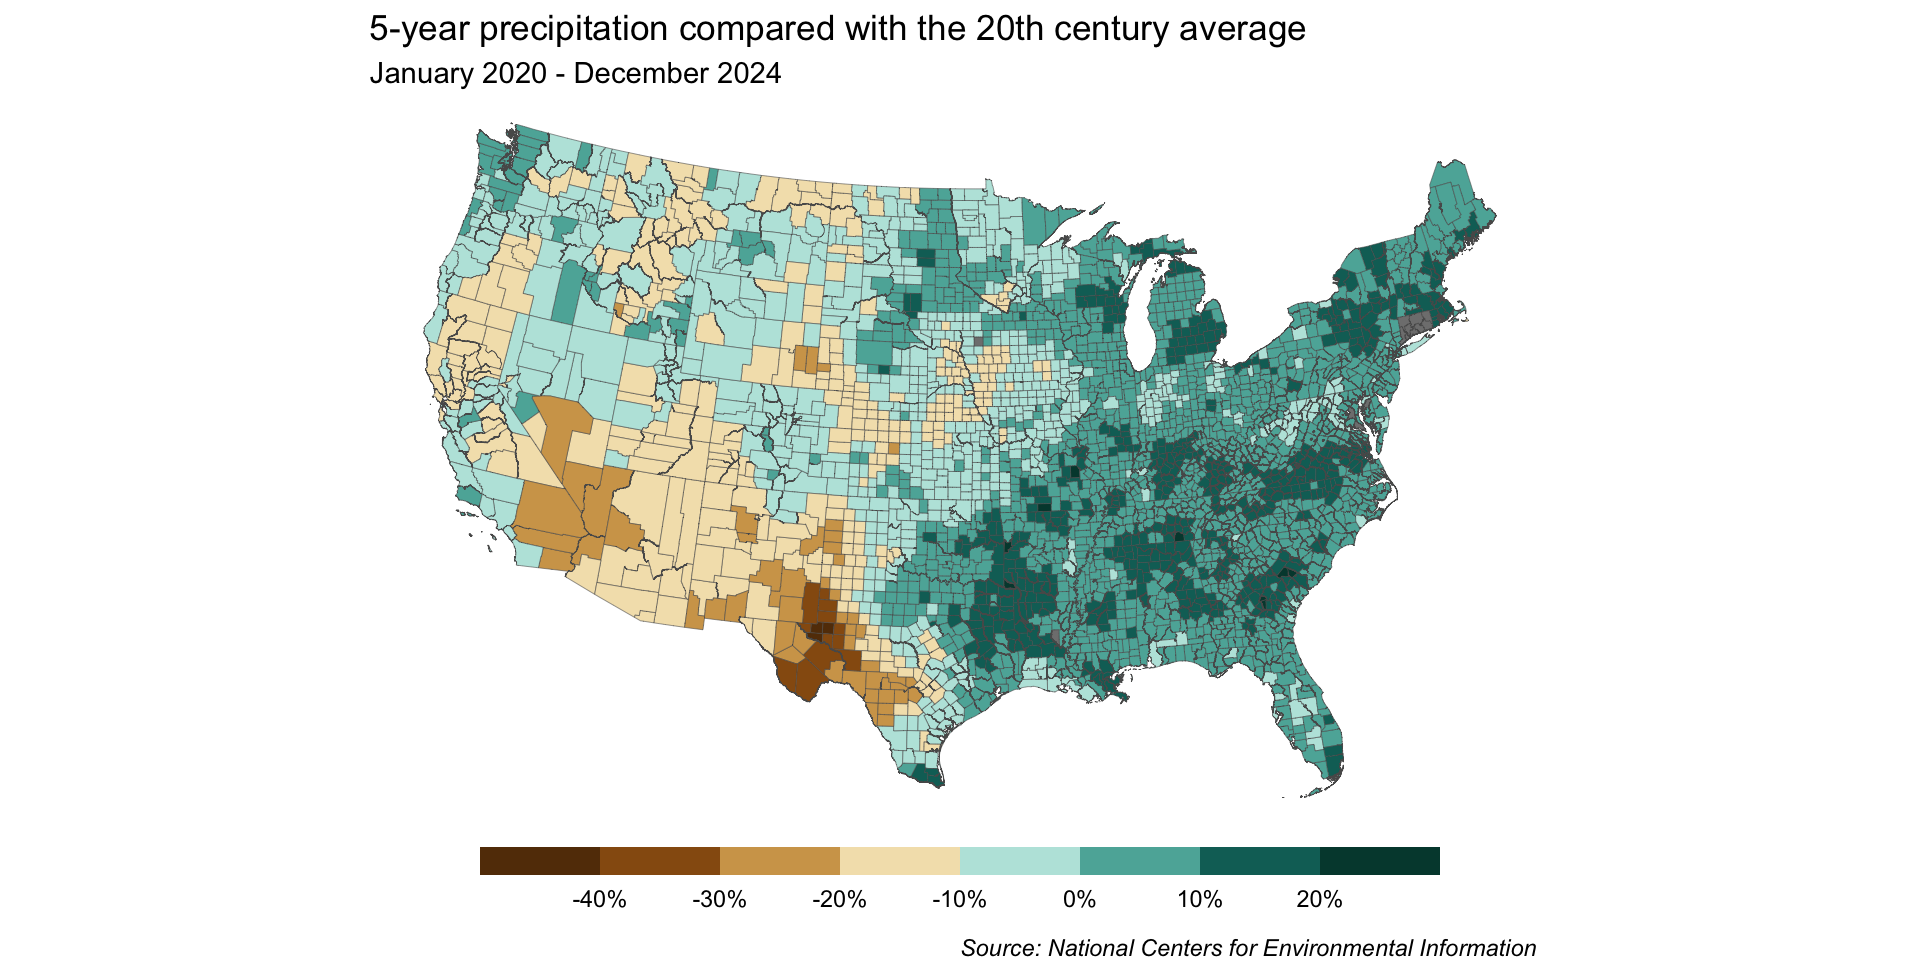 5-year precipitation compared with the 20th century average
January 2020 - December 2024
-40% -30% -20% -10% 0% 10% 20%
Source: National Centers for Environmental Information